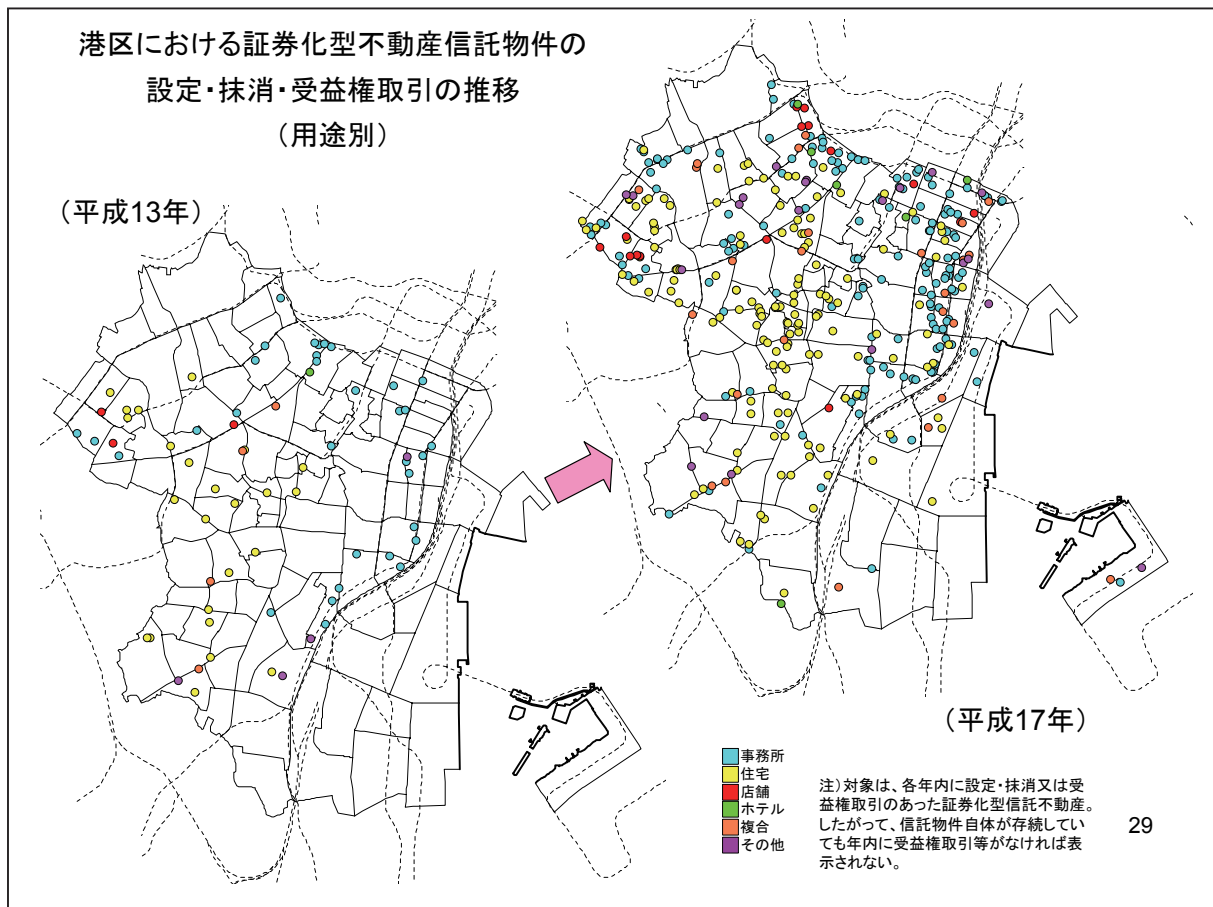 港区における証券化型不動産信託物件の
設定・抹消・受益権取引の推移
（用途別）
（平成13年）
（平成17年）
事務所
住宅
店舗
ホテル
複合
その他
注）対象は、各年内に設定・抹消又は受
益権取引のあった証券化型信託不動産。
したがって、信託物件自体が存続してい
ても年内に受益権取引等がなければ表
示されない。
29